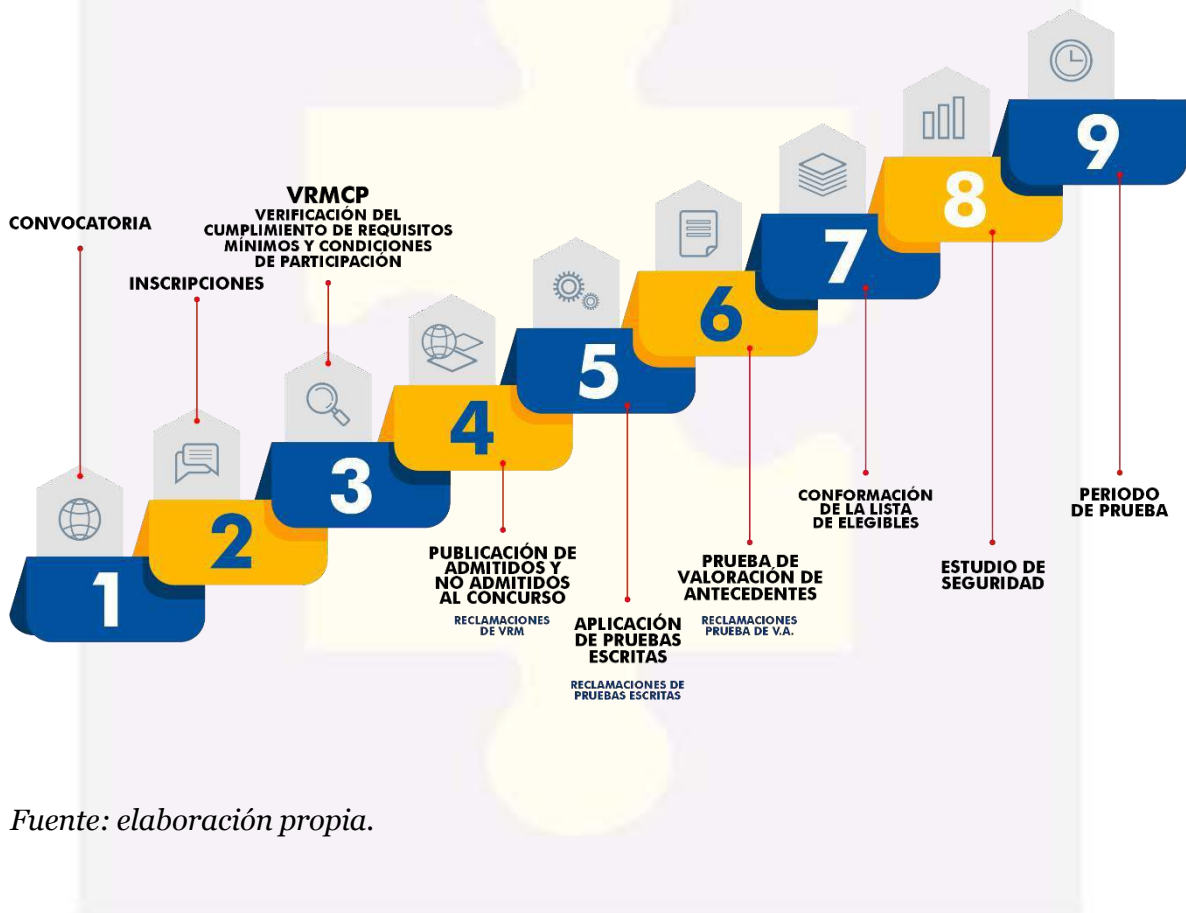 1
CONVOCATORIA
2
INSCRIPCIONES
3
VRMCP
VERIFICACIÓN DEL
CUMPLIMIENTO DE REQUISITOS
MÍNIMOS Y CONDICIONES
DE PARTICIPACIÓN
4
PUBLICACIÓN DE
ADMITIDOS Y
NO ADMITIDOS
AL CONCURSO
RECLAMACIONES
DE VRM
5
APLICACIÓN
DE PRUEBAS
ESCRITAS
RECLAMACIONES DE
PRUEBAS ESCRITAS
6
PRUEBA DE
VALORACIÓN DE
ANTECEDENTES
RECLAMACIONES
PRUEBA DE V.A.
7
CONFORMACIÓN
DE LA LISTA
DE ELEGIBLES
8
ESTUDIO DE
SEGURIDAD
9
PERIODO
DE PRUEBA
Fuente: elaboración propia.